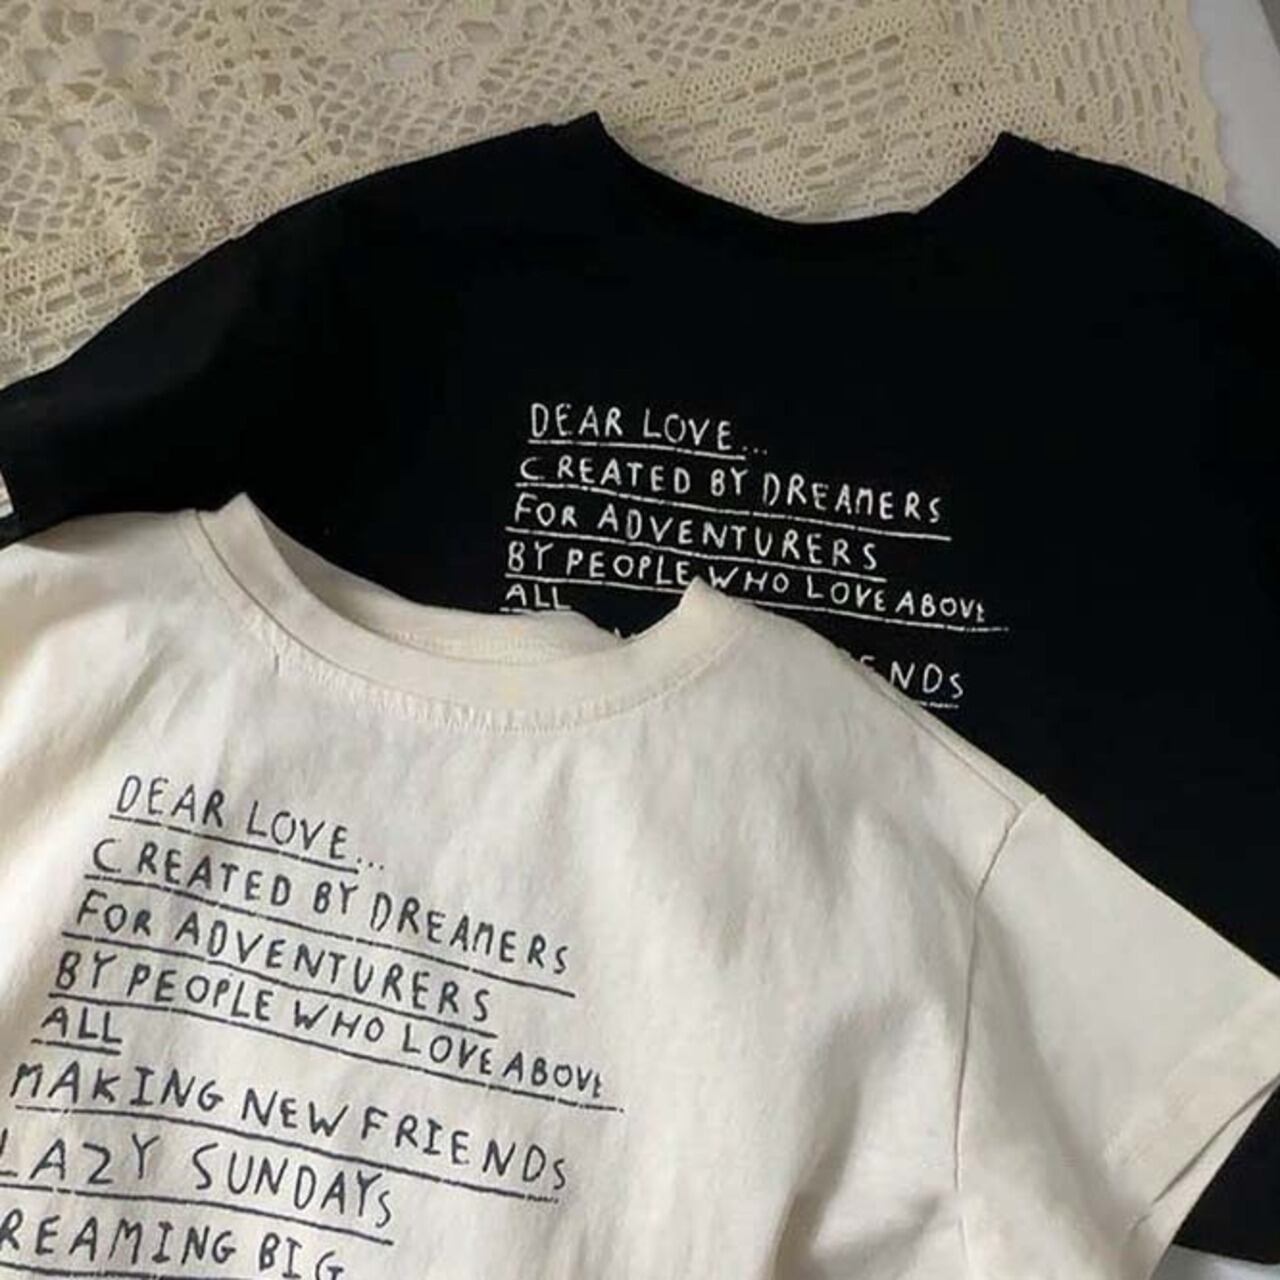 DEAR LOVE...
CREATED BY DREAMERS
FOR ADVENTURERS
BY PEOPLE WHO LOVE ABOVE
ALL
DEAR LOVE...
CREATED BY DREAMERS
FOR ADVENTURERS
BY PEOPLE WHO LOVE ABOVE
ALL
MAKING NEW FRIENDS
LAZY SUNDAYS
REAMING BIG